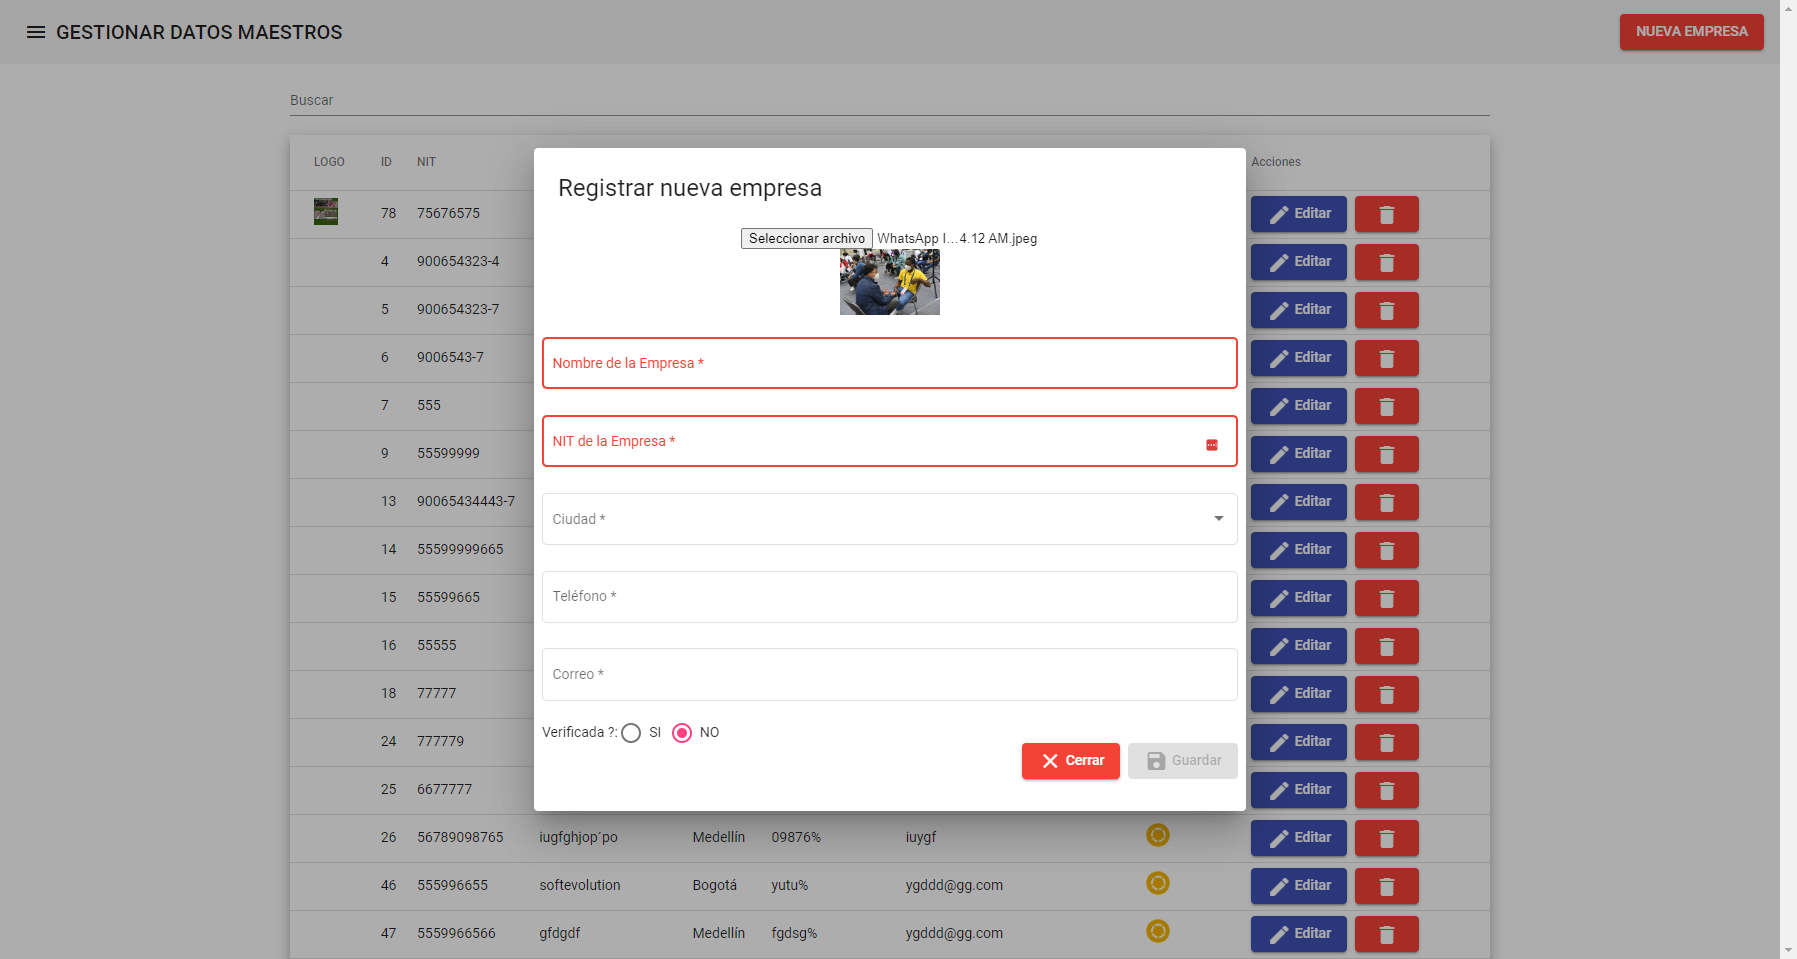 GESTIONAR DATOS MAESTROS
NUEVA EMPRESA
Buscar
LOGO ID NIT Acciones
78 75676575 Editar
4 900654323-4 Editar
5 900654323-7 Editar
6 9006543-7 Editar
7 555 Editar
9 55599999 Editar
13 90065434443-7 Editar
14 55599999665 Editar
15 55599665 Editar
16 55555 Editar
18 77777 Editar
24 777779 Editar
25 6677777 Editar
26 56789098765 iugfghjop´po Medellín 09876% iuygf Editar
46 555996655 softevolution Bogotá yutu% ygddd@gg.com Editar
47 5559966566 gfdgdf Medellín fgdsg% ygddd@gg.com Editar
Registrar nueva empresa
Seleccionar archivo WhatsApp I...4.12 AM.jpeg
Nombre de la Empresa *
NIT de la Empresa *
Ciudad *
Teléfono *
Correo *
Verificada ?: SI NO
Cerrar Guardar